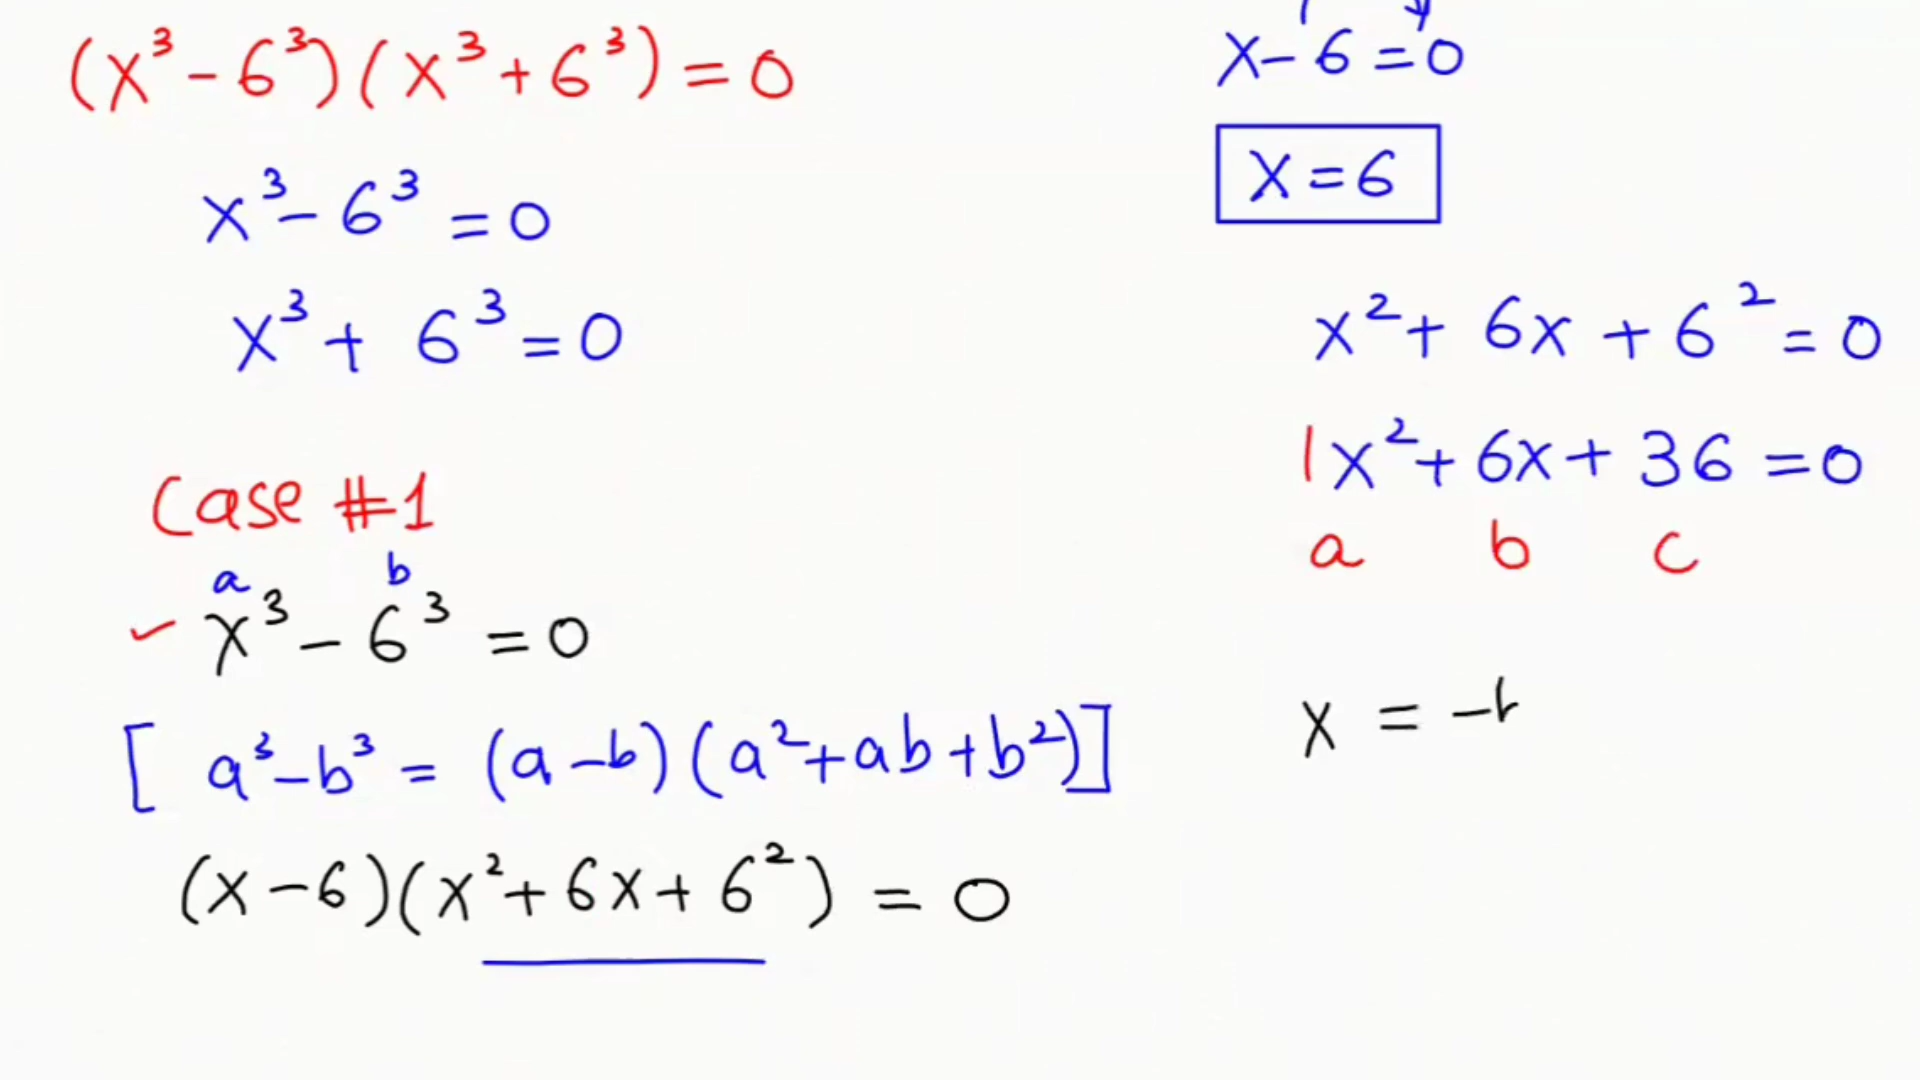 (x³ - 6³)(x³ + 6³) = 0
x³ - 6³ = 0
x³ + 6³ = 0
Case #1
a b
x³ - 6³ = 0
[ a³ - b³ = (a - b)(a² + ab + b²)]
(x - 6)(x² + 6x + 6²) = 0
x - 6 = 0
x = 6
x² + 6x + 6² = 0
1x² + 6x + 36 = 0
a b c
x = -